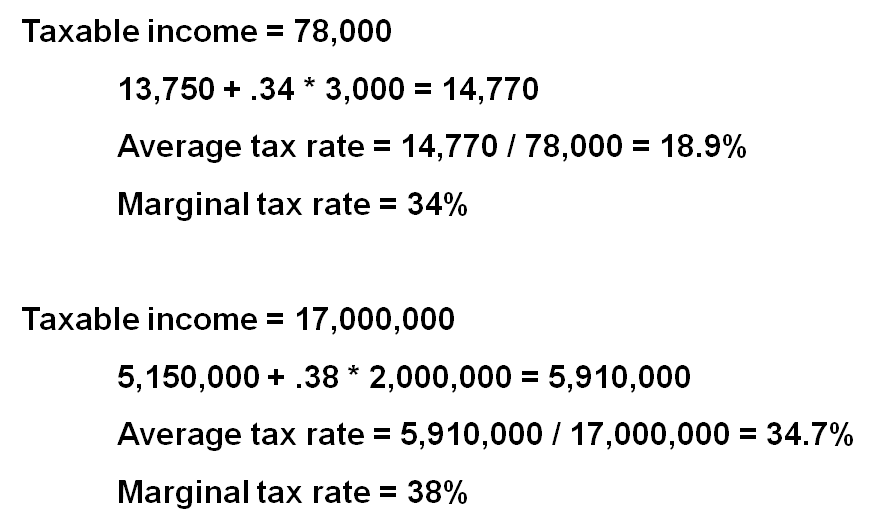 Taxable income = 78,000
13,750 + .34 * 3,000 = 14,770
Average tax rate = 14,770 / 78,000 = 18.9%
Marginal tax rate = 34%
Taxable income = 17,000,000
5,150,000 + .38 * 2,000,000 = 5,910,000
Average tax rate = 5,910,000 / 17,000,000 = 34.7%
Marginal tax rate = 38%